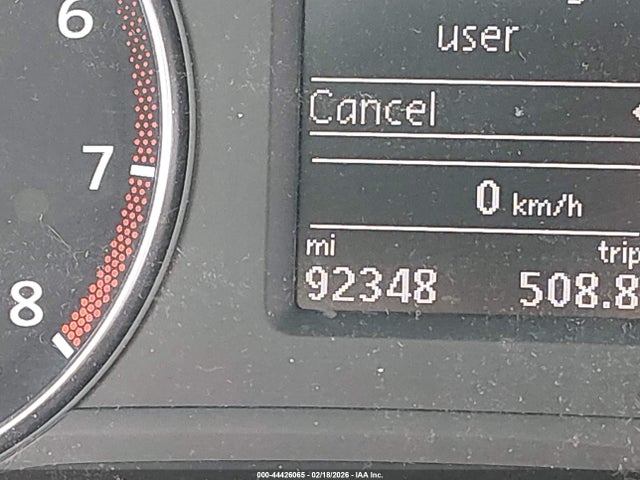 6
user
Cancel
7
0 km/h
mi trip
92348 508.8
8
000-44426065 - 02/18/2026 - IAA Inc.